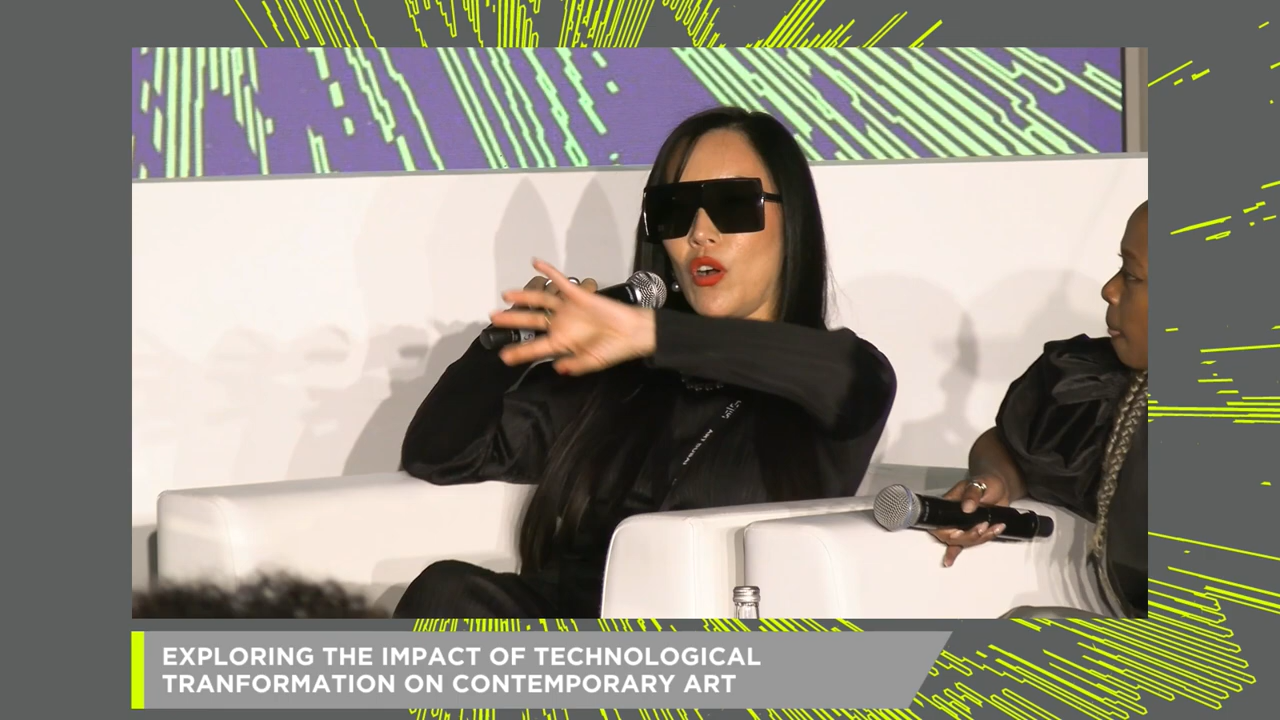 EXPLORING THE IMPACT OF TECHNOLOGICAL
TRANFORMATION ON CONTEMPORARY ART